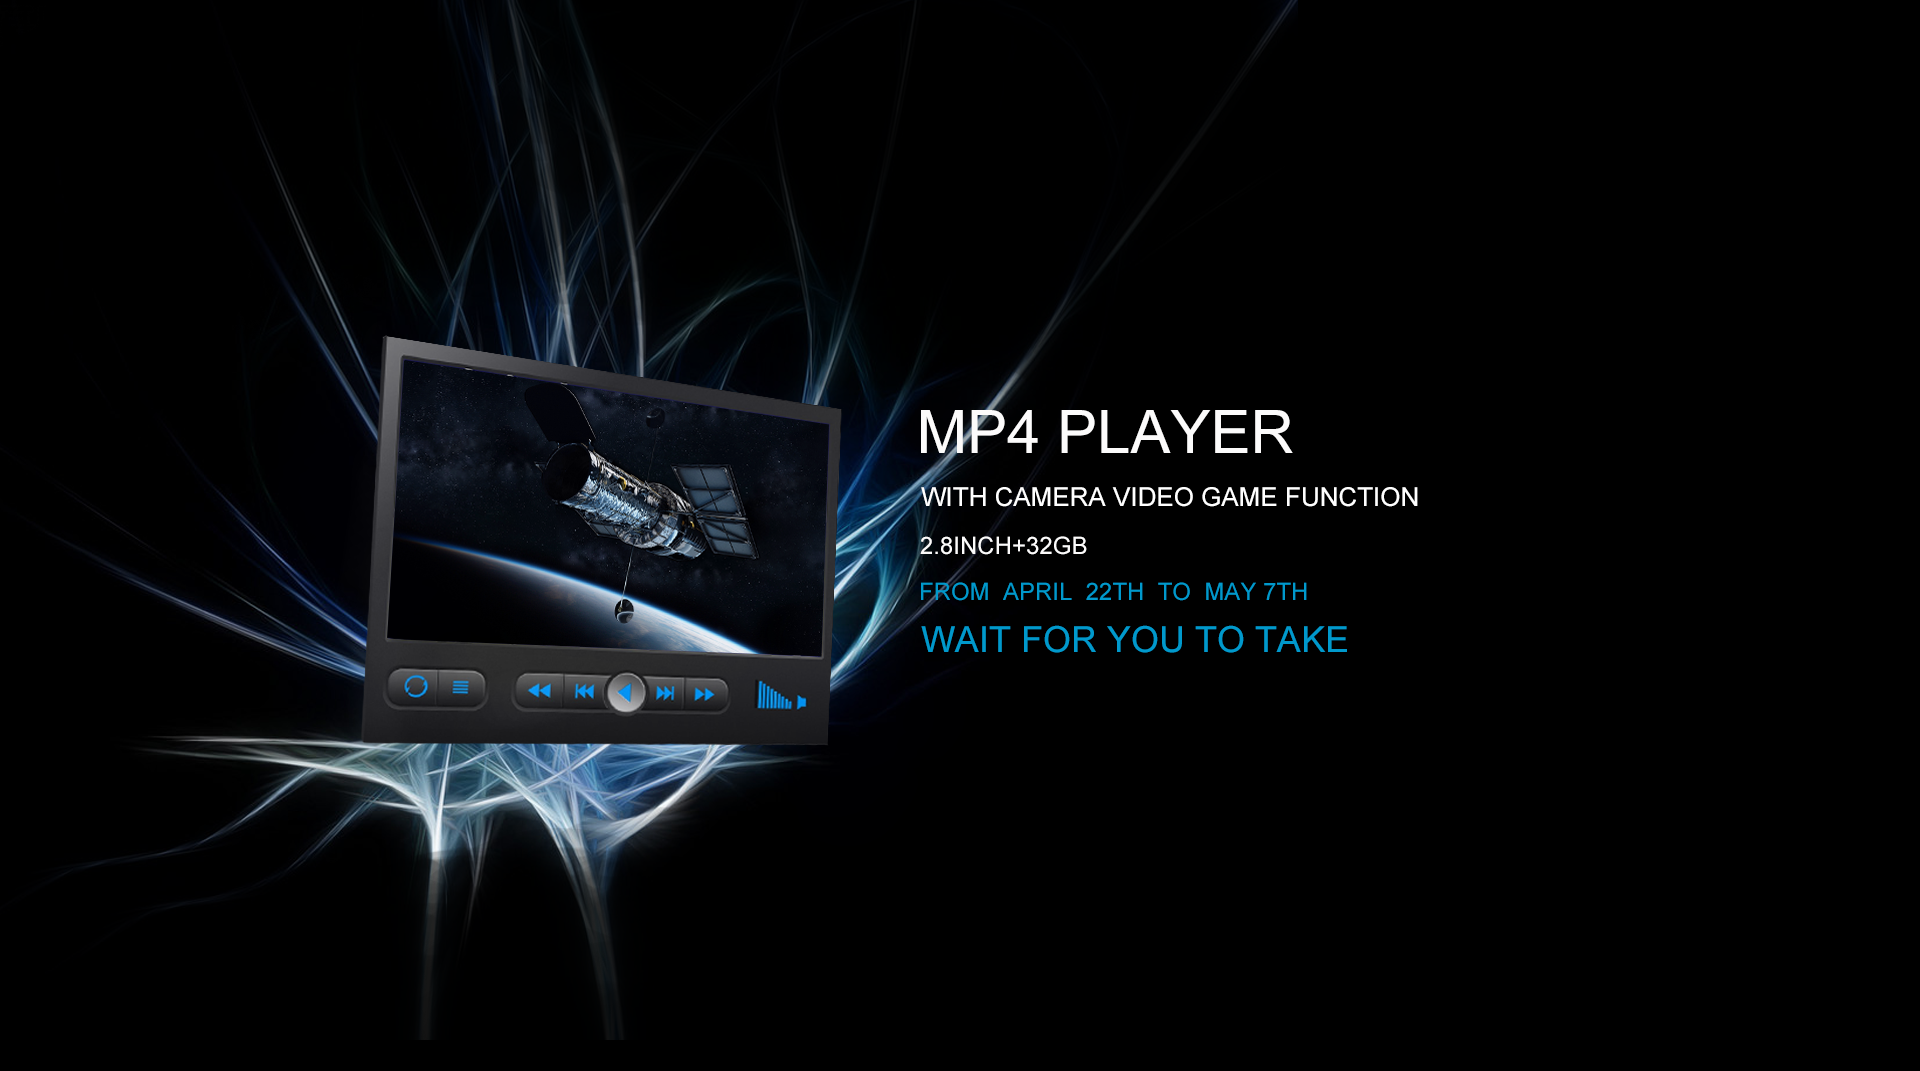 MP4 PLAYER
WITH CAMERA VIDEO GAME FUNCTION
2.8INCH+32GB
FROM APRIL 22TH TO MAY 7TH
WAIT FOR YOU TO TAKE